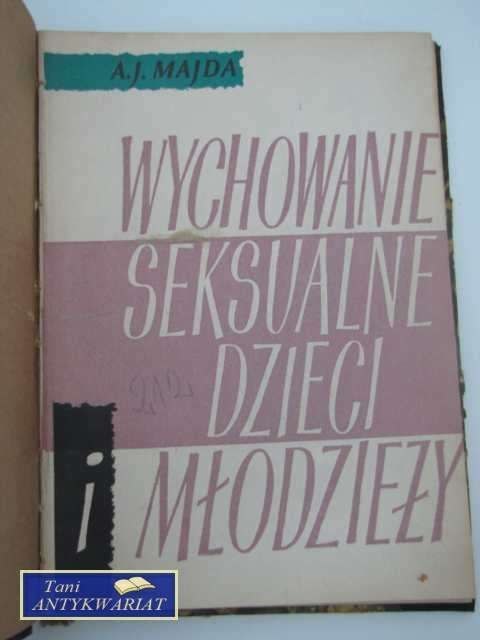 A.J. MAJDA
WYCHOWANIE
SEKSUALNE
DZIECI
i MŁODZIEŻY
Tani
ANTYKWARIAT